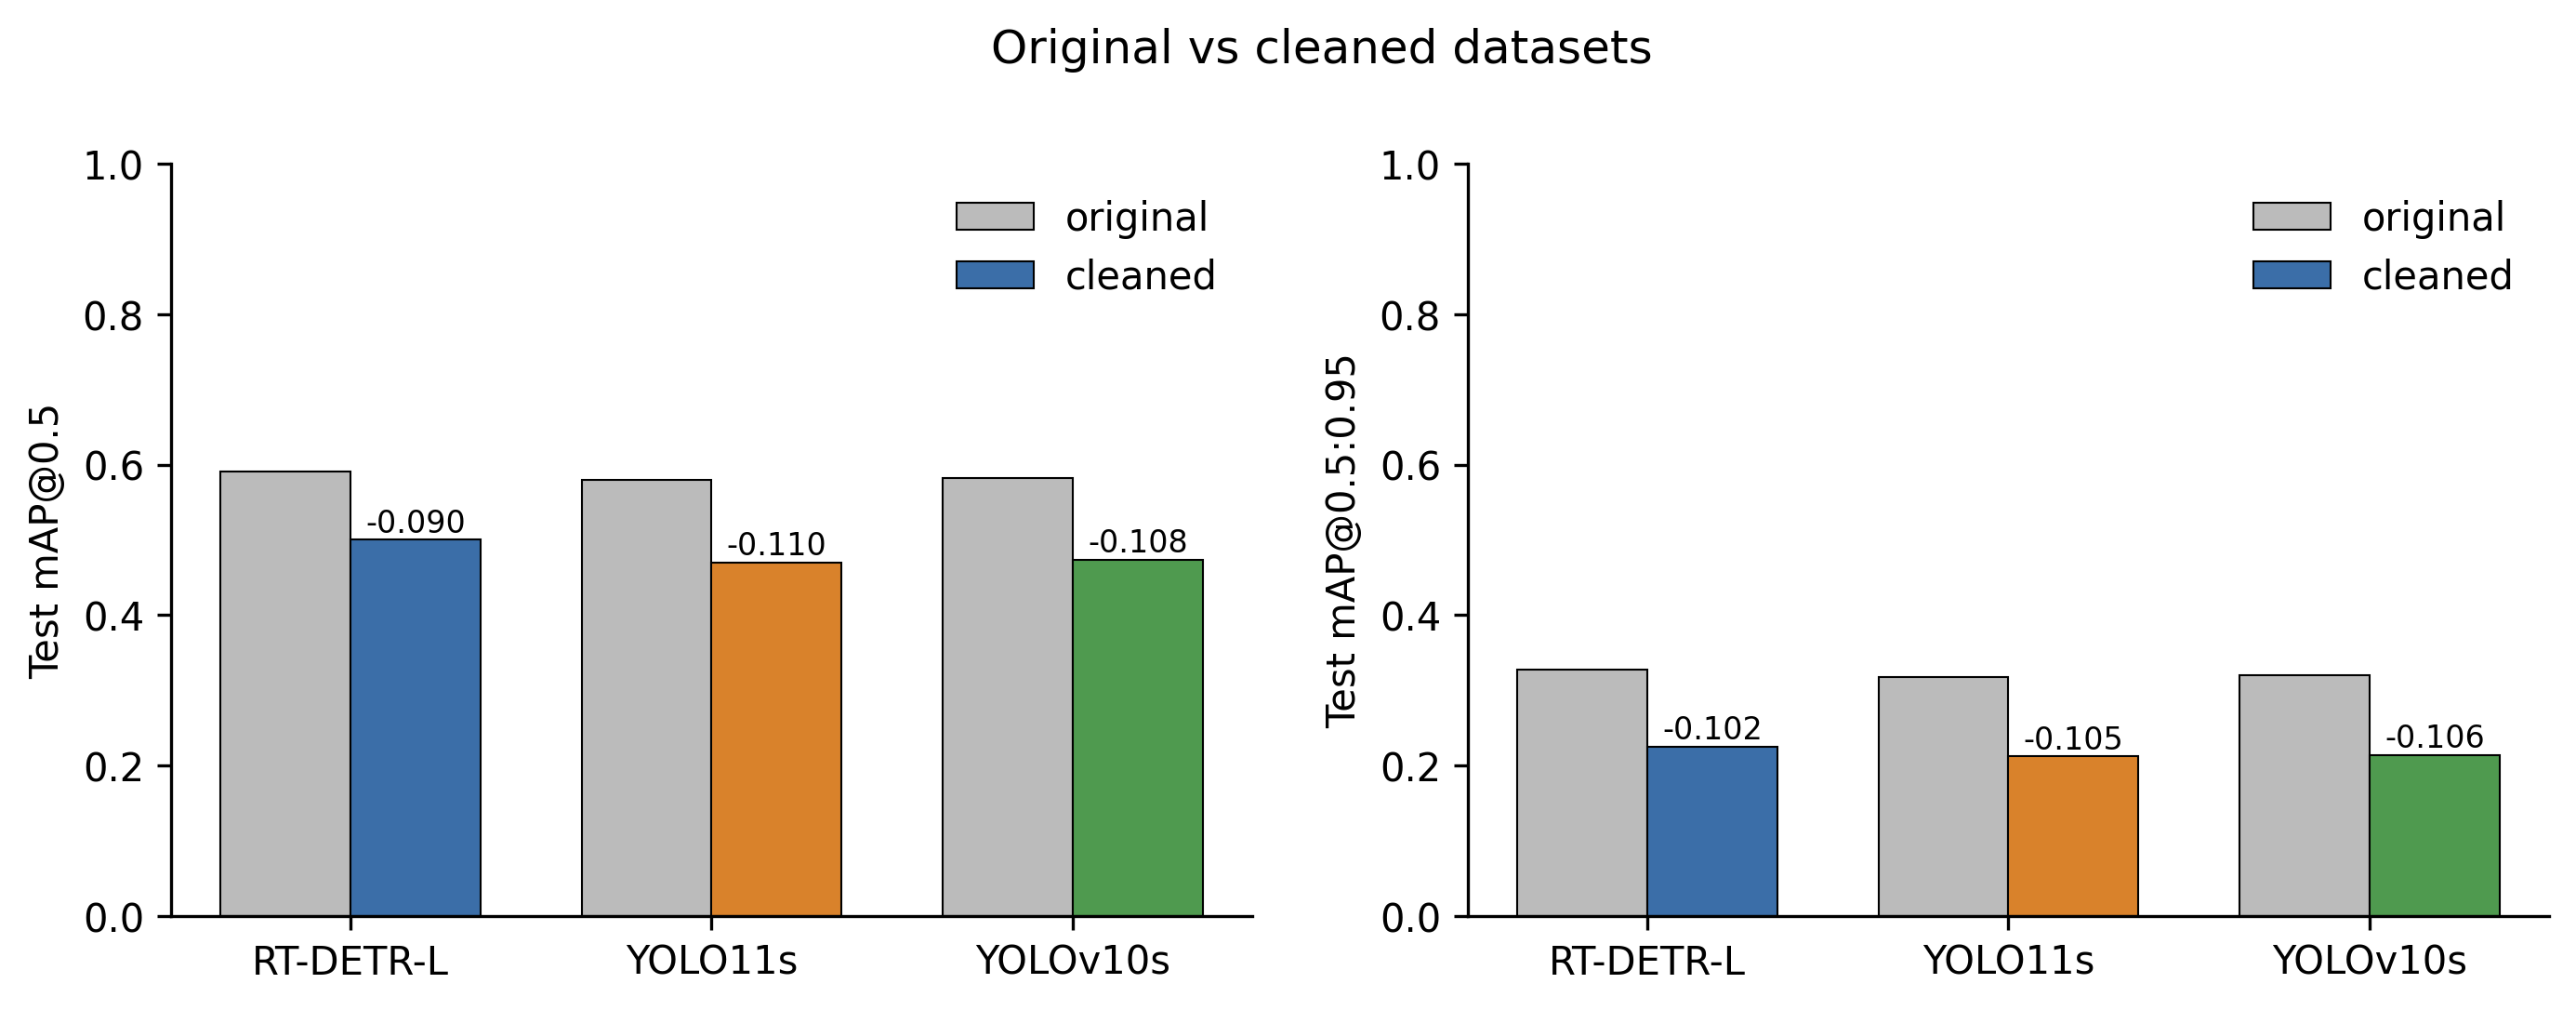 Original vs cleaned datasets
Test mAP@0.5
1.0
0.8
0.6
0.4
0.2
0.0
original
cleaned
-0.090
-0.110
-0.108
RT-DETR-L
YOLO11s
YOLOv10s
Test mAP@0.5:0.95
1.0
0.8
0.6
0.4
0.2
0.0
original
cleaned
-0.102
-0.105
-0.106
RT-DETR-L
YOLO11s
YOLOv10s